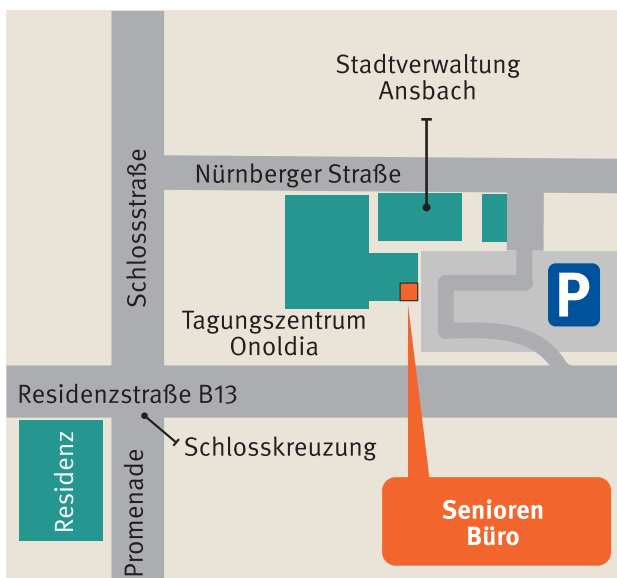 Stadtverwaltung
Ansbach
Nürnberger Straße
Schlossstraße
P
Tagungszentrum
Onoldia
Residenzstraße B13
Schlosskreuzung
Residenz
Promenade
Senioren
Büro